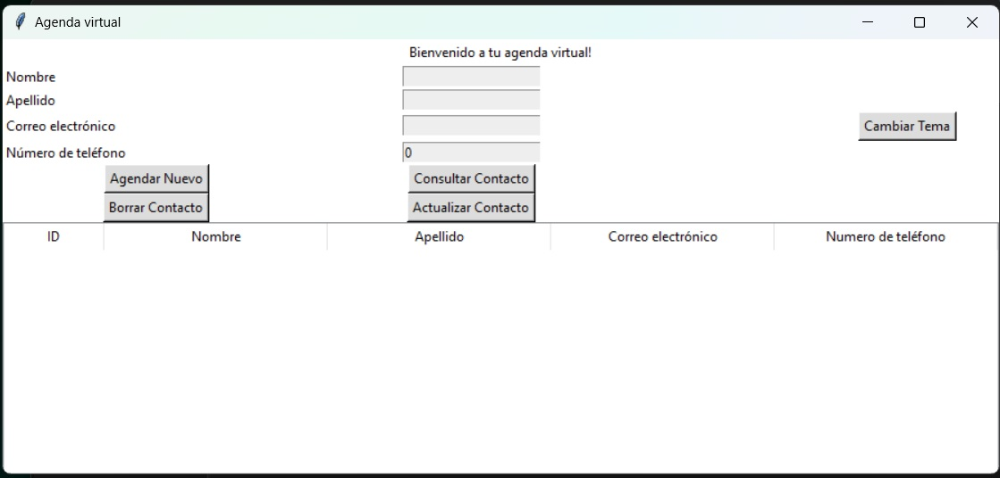 Agenda virtual
Bienvenido a tu agenda virtual!
Nombre
Apellido
Correo electrónico
Cambiar Tema
Número de teléfono 0
Agendar Nuevo Consultar Contacto
Borrar Contacto Actualizar Contacto
ID Nombre Apellido Correo electrónico Numero de teléfono